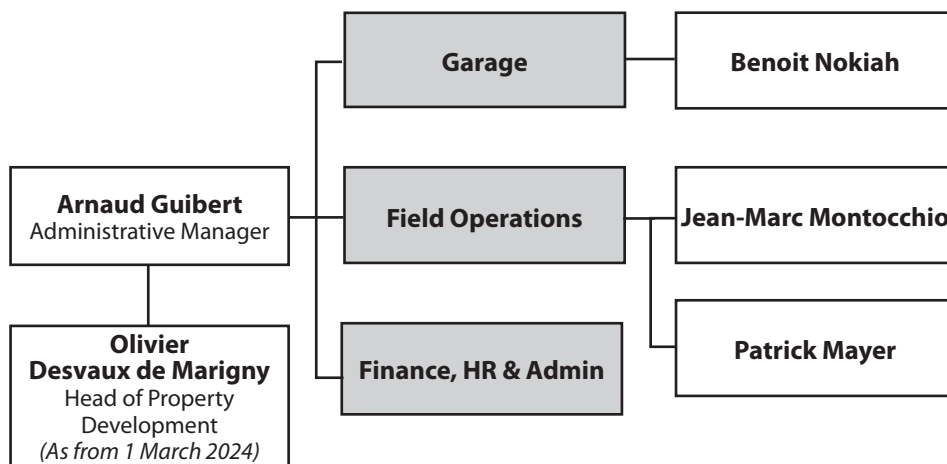 Garage
Benoit Nokiah
Arnaud Guibert
Administrative Manager
Field Operations
Jean-Marc Montocchio
Olivier
Desvaux de Marigny
Head of Property
Development
(As from 1 March 2024)
Finance, HR & Admin
Patrick Mayer